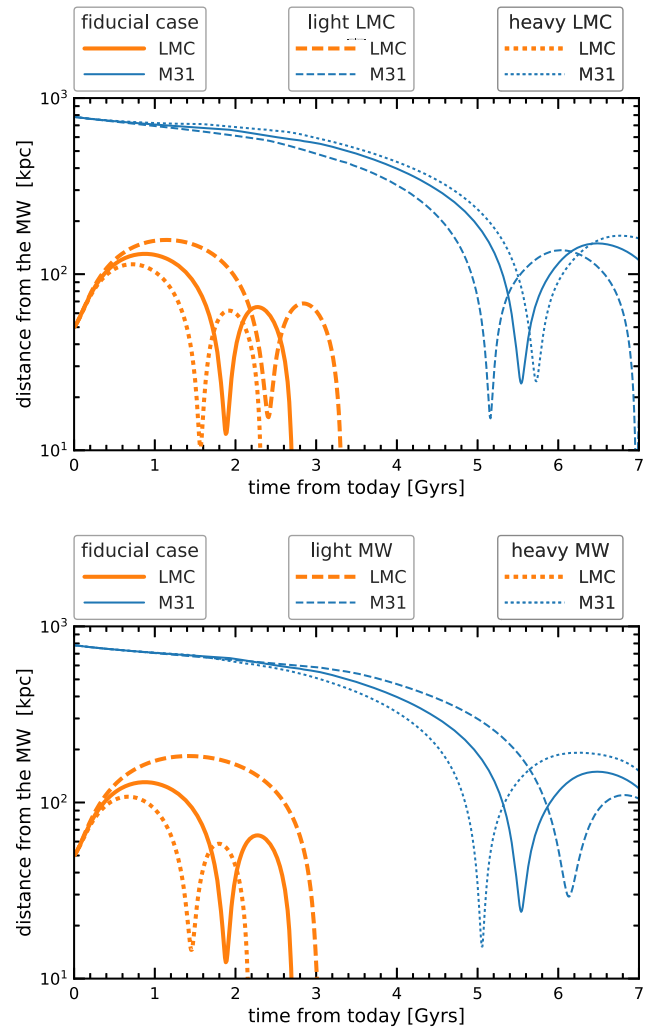 fiducial case light LMC heavy LMC
LMC LMC LMC
M31 M31 M31
10³
10²
10¹
distance from the MW [kpc]
0 1 2 3 4 5 6 7
time from today [Gyrs]
fiducial case light MW heavy MW
LMC LMC LMC
M31 M31 M31
10³
10²
10¹
distance from the MW [kpc]
0 1 2 3 4 5 6 7
time from today [Gyrs]